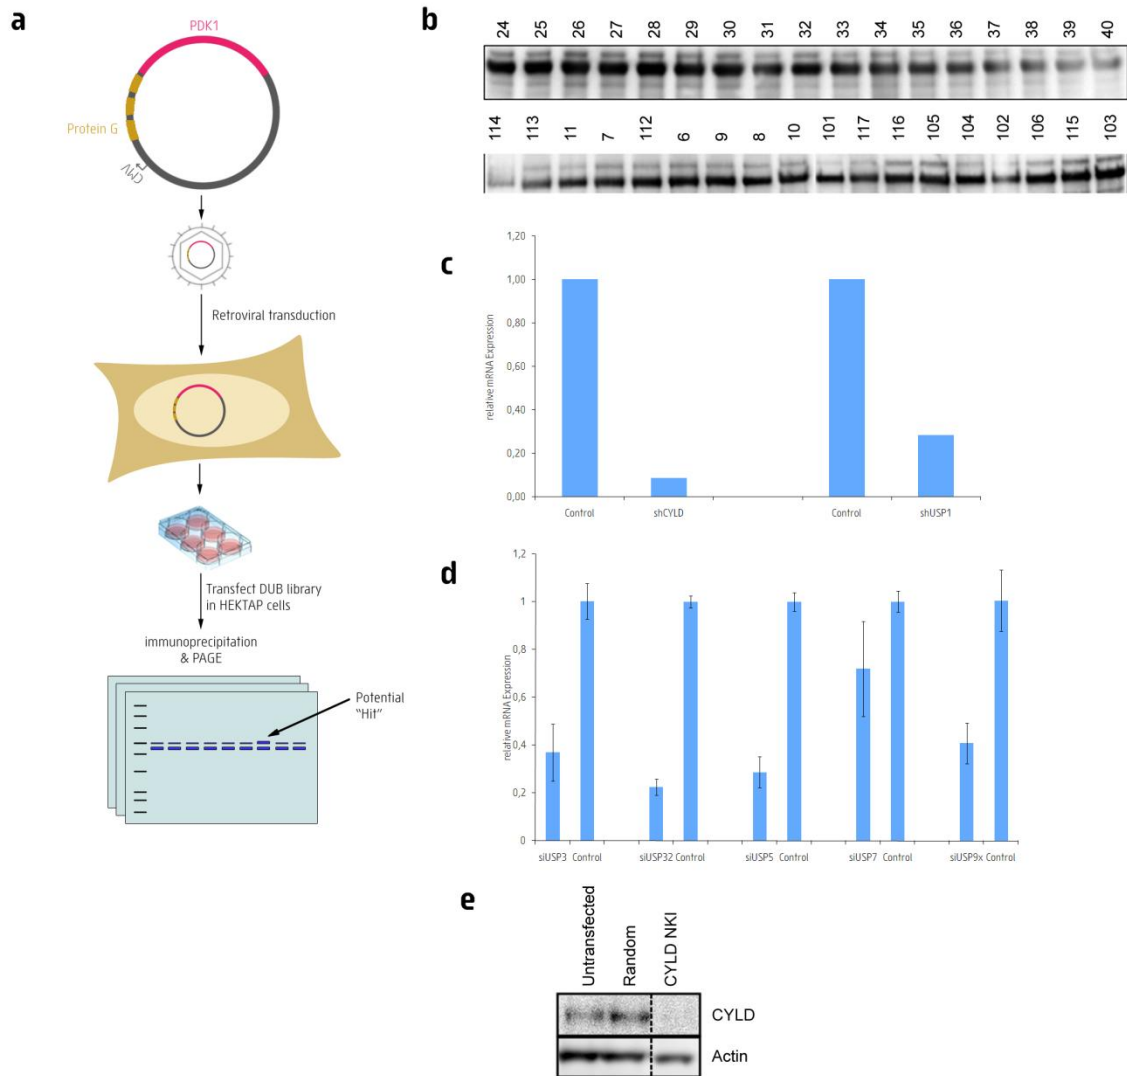 a
PDK1
Protein G
CMV
Retroviral transduction
Transfect DUB library
in HEKTAP cells
immunoprecipitation
& PAGE
Potential
"Hit"
b
24 25 26 27 28 29 30 31 32 33 34 35 36 37 38 39 40
114 113 11 7 112 6 9 8 10 101 117 116 105 104 102 106 115 103
c
relative mRNA Expression
1,20
1,00
0,80
0,60
0,40
0,20
0,00
Control shCYLD Control shUSP1
d
relative mRNA Expression
1,2
1
0,8
0,6
0,4
0,2
0
siUSP3 Control siUSP32 Control siUSP5 Control siUSP7 Control siUSP9x Control
e
Untransfected
Random
CYLD NKI
CYLD
Actin